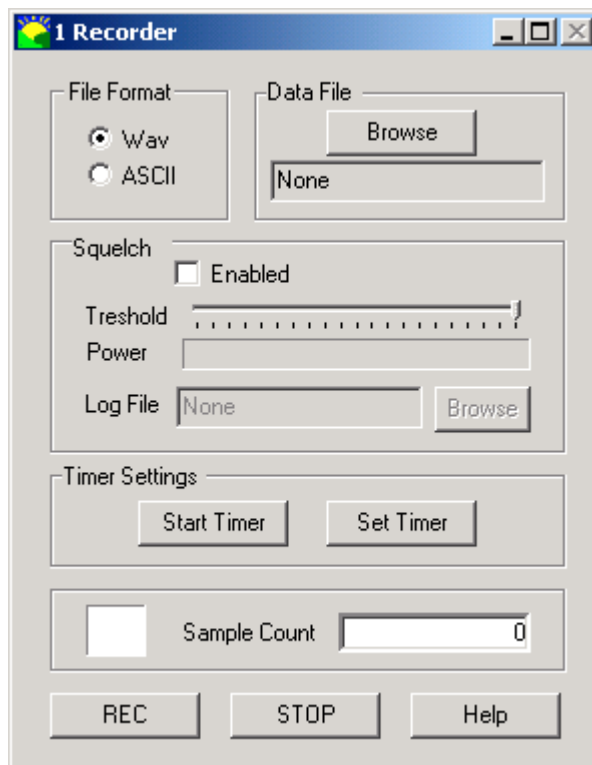 1 Recorder
File Format
Wav
ASCII
Data File
Browse
None
Squelch
Enabled
Treshold
Power
Log File
None
Browse
Timer Settings
Start Timer
Set Timer
Sample Count
0
REC
STOP
Help